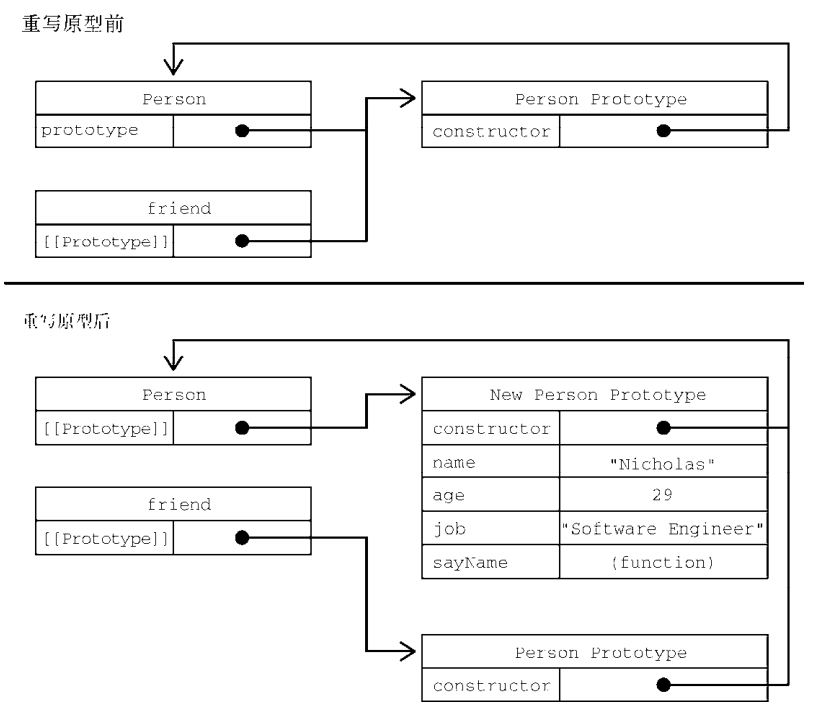 重写原型前
Person
prototype
Person Prototype
constructor
friend
[[Prototype]]
重写原型后
Person
[[Prototype]]
New Person Prototype
constructor
name "Nicholas"
age 29
job "Software Engineer"
sayName (function)
friend
[[Prototype]]
Person Prototype
constructor